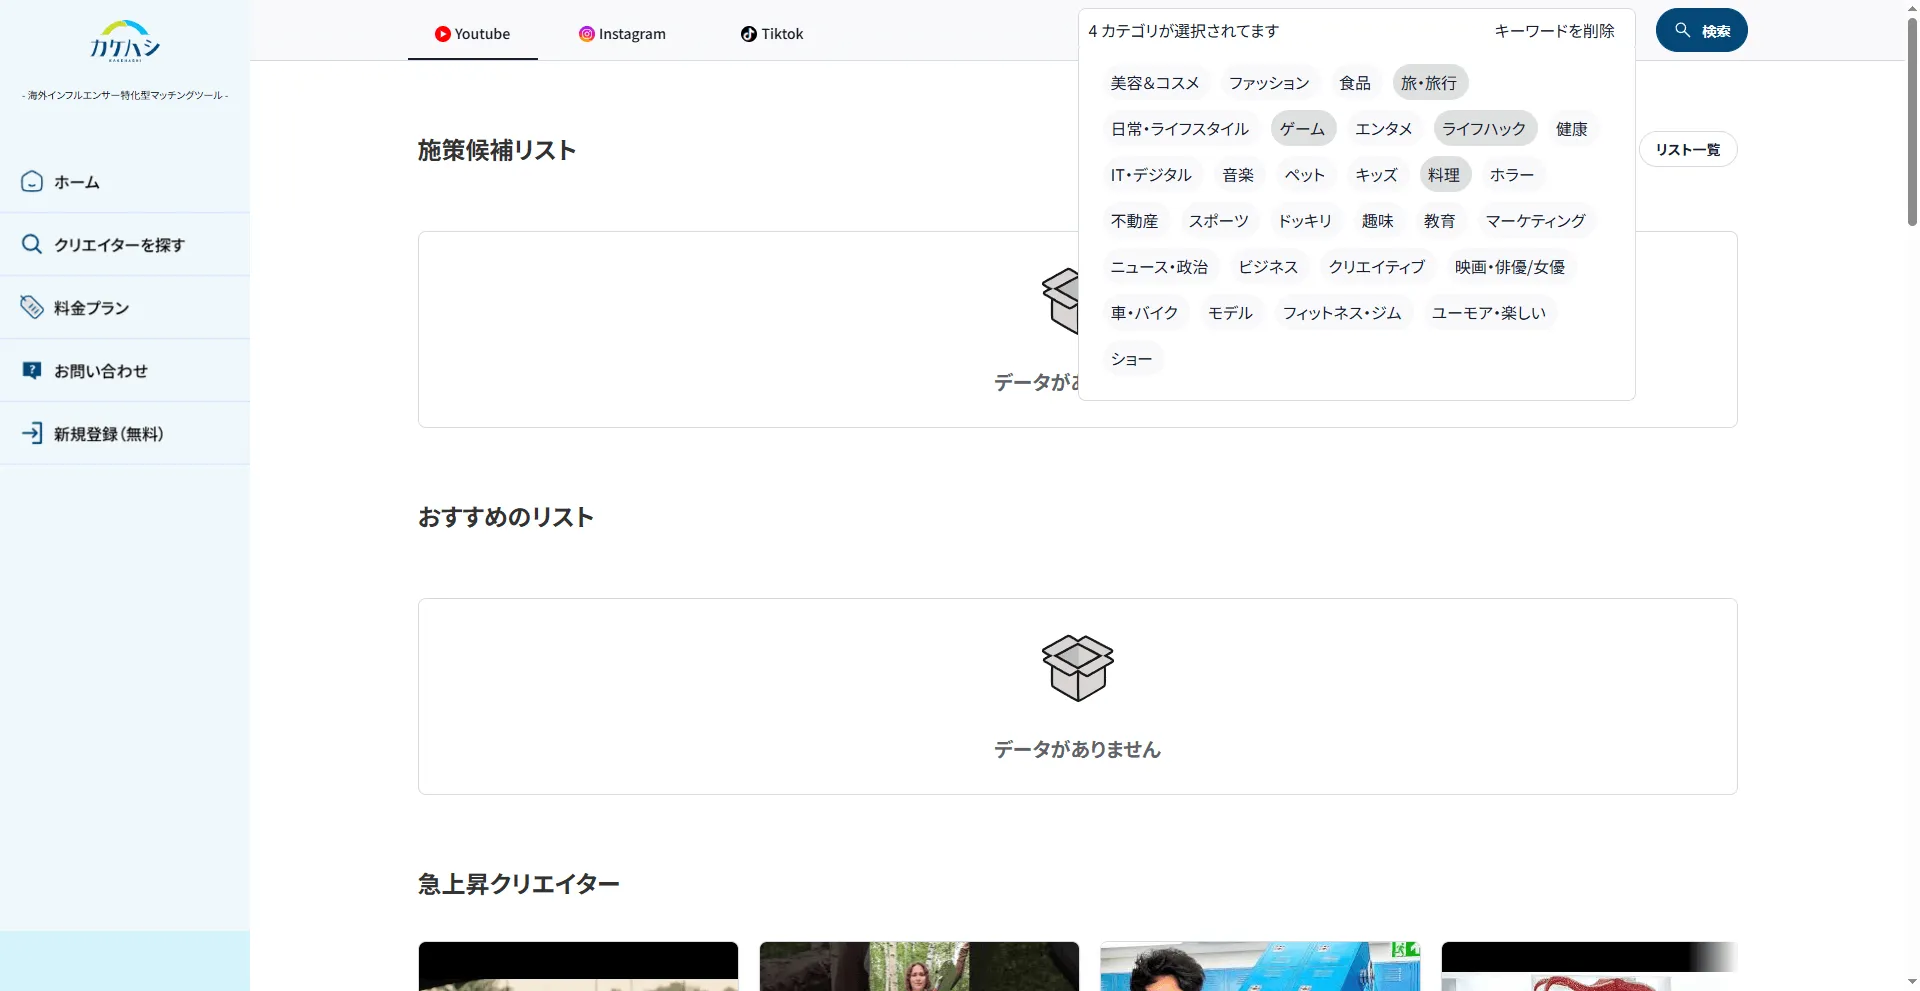 カケハシ
KAKEHASHI
- 海外インフルエンサー特化型マッチングツール -
ホーム
クリエイターを探す
料金プラン
お問い合わせ
新規登録（無料）
Youtube
Instagram
Tiktok
4 カテゴリが選択されてます
キーワードを削除
検索
美容&コスメ ファッション 食品 旅・旅行
日常・ライフスタイル ゲーム エンタメ ライフハック 健康
IT・デジタル 音楽 ペット キッズ 料理 ホラー
不動産 スポーツ ドッキリ 趣味 教育 マーケティング
ニュース・政治 ビジネス クリエイティブ 映画・俳優/女優
車・バイク モデル フィットネス・ジム ユーモア・楽しい
ショー
施策候補リスト
リスト一覧
データがあ
おすすめのリスト
データがありません
急上昇クリエイター